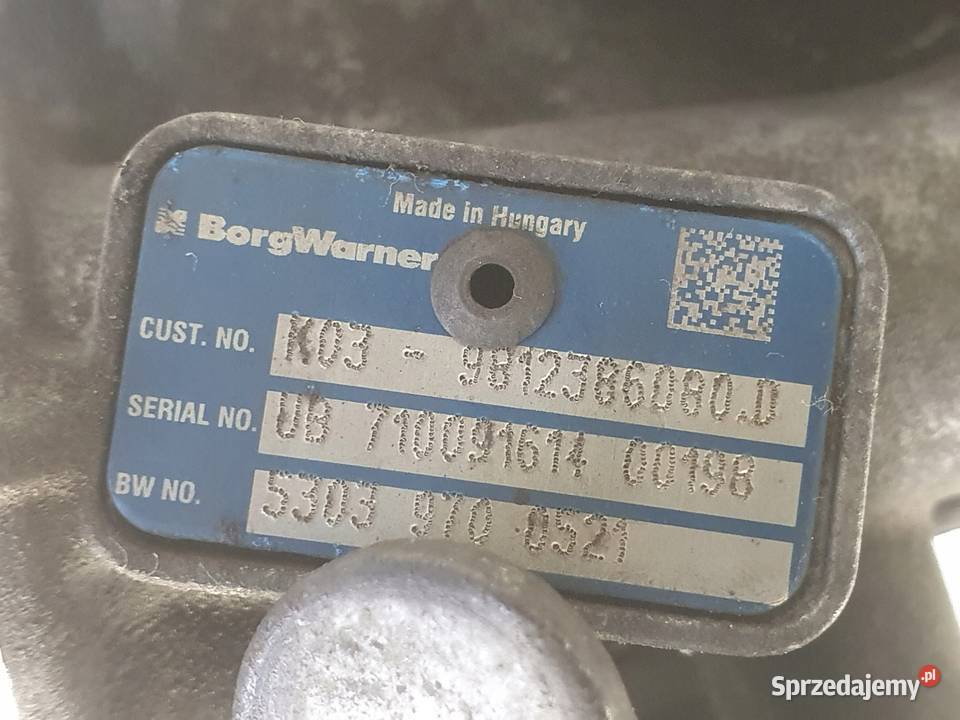 Made in Hungary
BorgWarner
CUST. NO. K03 - 9812386080.D
SERIAL NO. UB 710091614 00198
BW NO. 5303 970 0521
Sprzedajemy.pl